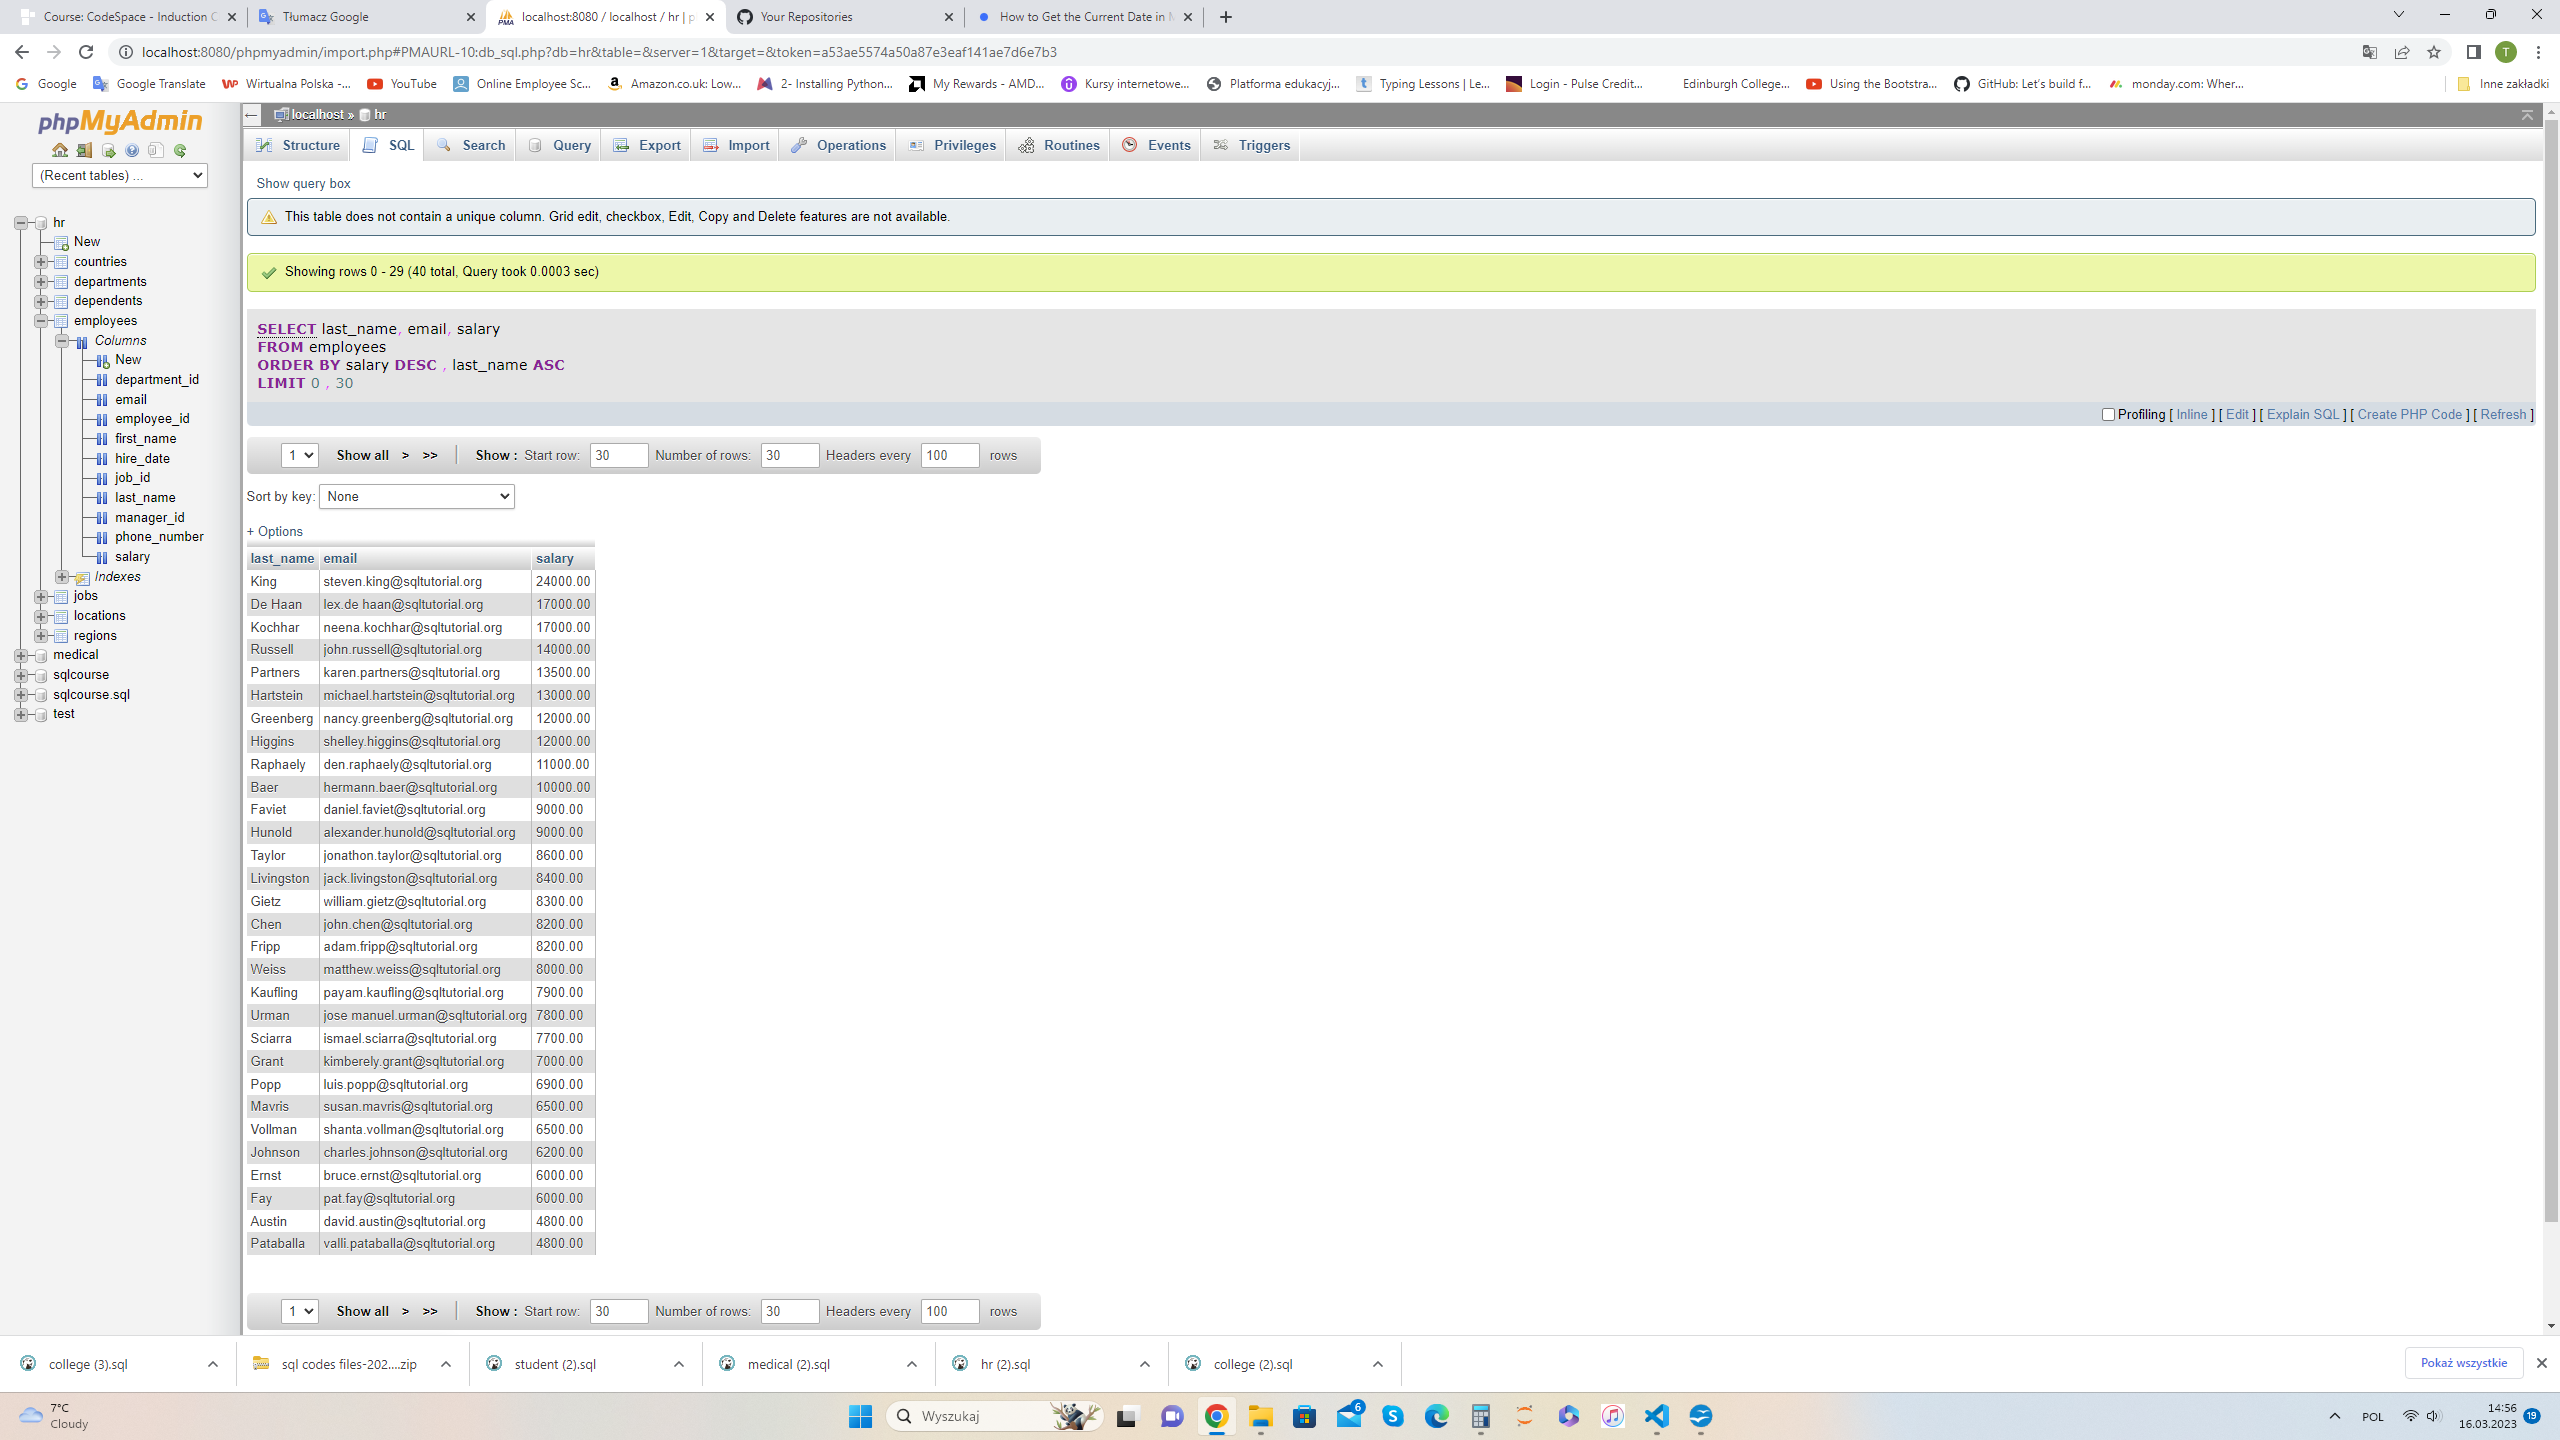 Course: CodeSpace - Induction C
Tłumacz Google
localhost:8080 / localhost / hr | p
Your Repositories
How to Get the Current Date in M
localhost:8080/phpmyadmin/import.php#PMAURL-10:db_sql.php?db=hr&table=&server=1&target=&token=a53ae5574a50a87e3eaf141ae7d6e7b3
T
Google
Google Translate
Wirtualna Polska -...
YouTube
Online Employee Sc...
Amazon.co.uk: Low...
2- Installing Python...
My Rewards - AMD...
Kursy internetowe...
Platforma edukacyj...
Typing Lessons | Le...
Login - Pulse Credit...
Edinburgh College...
Using the Bootstra...
GitHub: Let's build f...
monday.com: Wher...
Inne zakładki
phpMyAdmin
(Recent tables) ...
hr
New
countries
departments
dependents
employees
Columns
New
department_id
email
employee_id
first_name
hire_date
job_id
last_name
manager_id
phone_number
salary
Indexes
jobs
locations
regions
medical
sqlcourse
sqlcourse.sql
test
localhost » hr
Structure SQL Search Query Export Import Operations Privileges Routines Events Triggers
Show query box
This table does not contain a unique column. Grid edit, checkbox, Edit, Copy and Delete features are not available.
Showing rows 0 - 29 (40 total, Query took 0.0003 sec)
SELECT last_name, email, salary
FROM employees
ORDER BY salary DESC , last_name ASC
LIMIT 0 , 30
Profiling [ Inline ] [ Edit ] [ Explain SQL ] [ Create PHP Code ] [ Refresh ]
1 Show all > >> Show : Start row: 30 Number of rows: 30 Headers every 100 rows
Sort by key: None
+ Options
last_name email salary
King steven.king@sqltutorial.org 24000.00
De Haan lex.de haan@sqltutorial.org 17000.00
Kochhar neena.kochhar@sqltutorial.org 17000.00
Russell john.russell@sqltutorial.org 14000.00
Partners karen.partners@sqltutorial.org 13500.00
Hartstein michael.hartstein@sqltutorial.org 13000.00
Greenberg nancy.greenberg@sqltutorial.org 12000.00
Higgins shelley.higgins@sqltutorial.org 12000.00
Raphaely den.raphaely@sqltutorial.org 11000.00
Baer hermann.baer@sqltutorial.org 10000.00
Faviet daniel.faviet@sqltutorial.org 9000.00
Hunold alexander.hunold@sqltutorial.org 9000.00
Taylor jonathon.taylor@sqltutorial.org 8600.00
Livingston jack.livingston@sqltutorial.org 8400.00
Gietz william.gietz@sqltutorial.org 8300.00
Chen john.chen@sqltutorial.org 8200.00
Fripp adam.fripp@sqltutorial.org 8200.00
Weiss matthew.weiss@sqltutorial.org 8000.00
Kaufling payam.kaufling@sqltutorial.org 7900.00
Urman jose manuel.urman@sqltutorial.org 7800.00
Sciarra ismael.sciarra@sqltutorial.org 7700.00
Grant kimberely.grant@sqltutorial.org 7000.00
Popp luis.popp@sqltutorial.org 6900.00
Mavris susan.mavris@sqltutorial.org 6500.00
Vollman shanta.vollman@sqltutorial.org 6500.00
Johnson charles.johnson@sqltutorial.org 6200.00
Ernst bruce.ernst@sqltutorial.org 6000.00
Fay pat.fay@sqltutorial.org 6000.00
Austin david.austin@sqltutorial.org 4800.00
Pataballa valli.pataballa@sqltutorial.org 4800.00
1 Show all > >> Show : Start row: 30 Number of rows: 30 Headers every 100 rows
college (3).sql
sql codes files-202....zip
student (2).sql
medical (2).sql
hr (2).sql
college (2).sql
Pokaż wszystkie
7°C
Cloudy
Wyszukaj
6
POL
14:56
16.03.2023
19